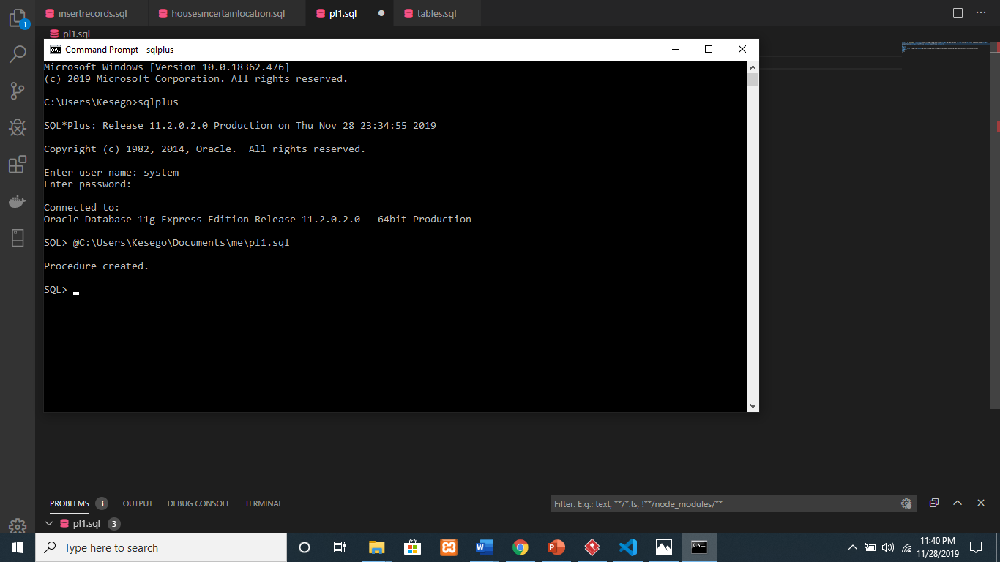 insertrecords.sql
housesincertainlocation.sql
pl1.sql
tables.sql
1
pl1.sql
Command Prompt - sqlplus
Microsoft Windows [Version 10.0.18362.476]
(c) 2019 Microsoft Corporation. All rights reserved.
C:\Users\Kesego>sqlplus
SQL*Plus: Release 11.2.0.2.0 Production on Thu Nov 28 23:34:55 2019
Copyright (c) 1982, 2014, Oracle.  All rights reserved.
Enter user-name: system
Enter password:
Connected to:
Oracle Database 11g Express Edition Release 11.2.0.2.0 - 64bit Production
SQL> @C:\Users\Kesego\Documents\me\pl1.sql
Procedure created.
SQL>
PROBLEMS 3 OUTPUT DEBUG CONSOLE TERMINAL
Filter. E.g.: text, **/*.ts, !**/node_modules/**
pl1.sql 3
Type here to search
11:40 PM
11/28/2019